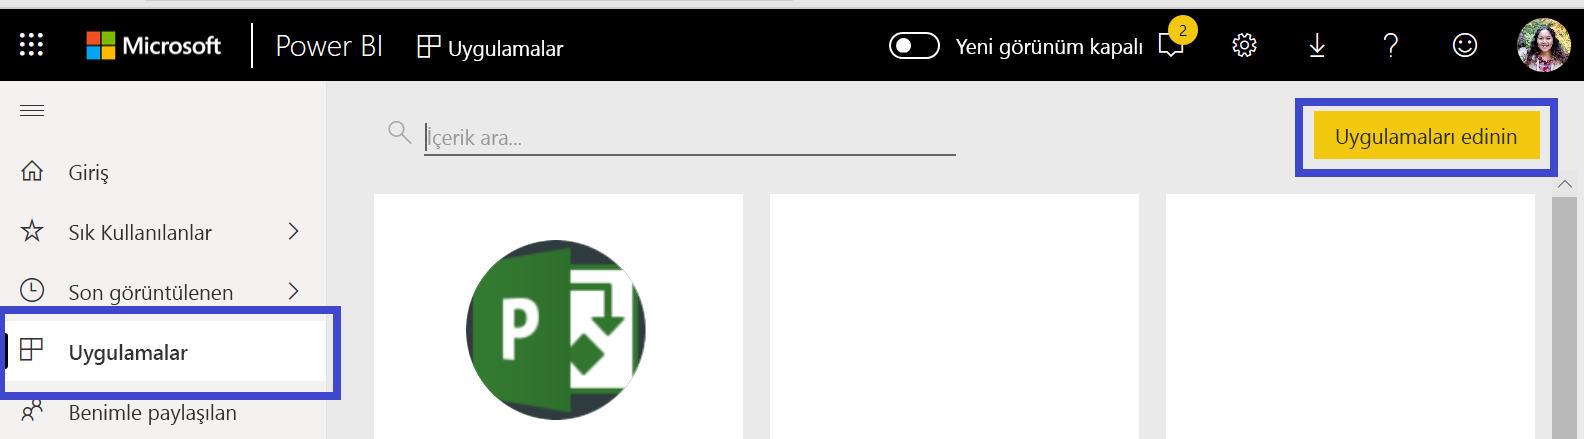 Microsoft
Power BI
Uygulamalar
Yeni görünüm kapalı
2
?
İçerik ara...
Uygulamaları edinin
Giriş
Sık Kullanılanlar
Son görüntülenen
Uygulamalar
Benimle paylaşılan
P